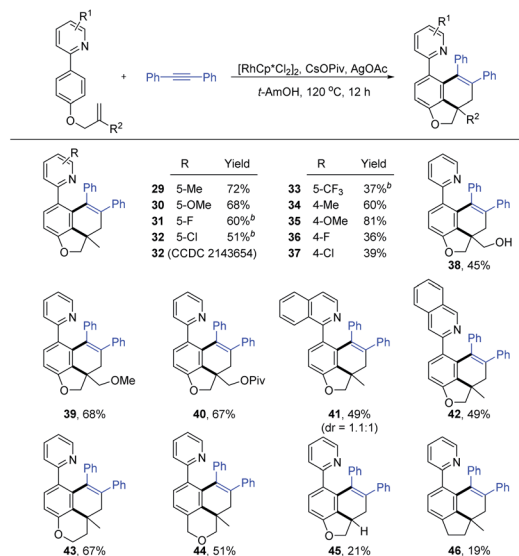 R1
N
O
R2
+
Ph Ph
[RhCp*Cl2]2, CsOPiv, AgOAc
t-AmOH, 120 °C, 12 h
R1
N
Ph
Ph
R2
O
R
N
Ph
Ph
Me
O
R Yield
29 5-Me 72%
30 5-OMe 68%
31 5-F 60%b
32 5-Cl 51%b
32 (CCDC 2143654)
R Yield
33 5-CF3 37%b
34 4-Me 60%
35 4-OMe 81%
36 4-F 36%
37 4-Cl 39%
N
Ph
Ph
OH
O
38, 45%
N
Ph
Ph
OMe
O
39, 68%
N
Ph
Ph
OPiv
O
40, 67%
N
Ph
Ph
O
41, 49%
(dr = 1.1:1)
N
Ph
Ph
O
42, 49%
N
Ph
Ph
O
43, 67%
N
Ph
Ph
O
44, 51%
N
Ph
Ph
O
H
45, 21%
N
Ph
Ph
46, 19%